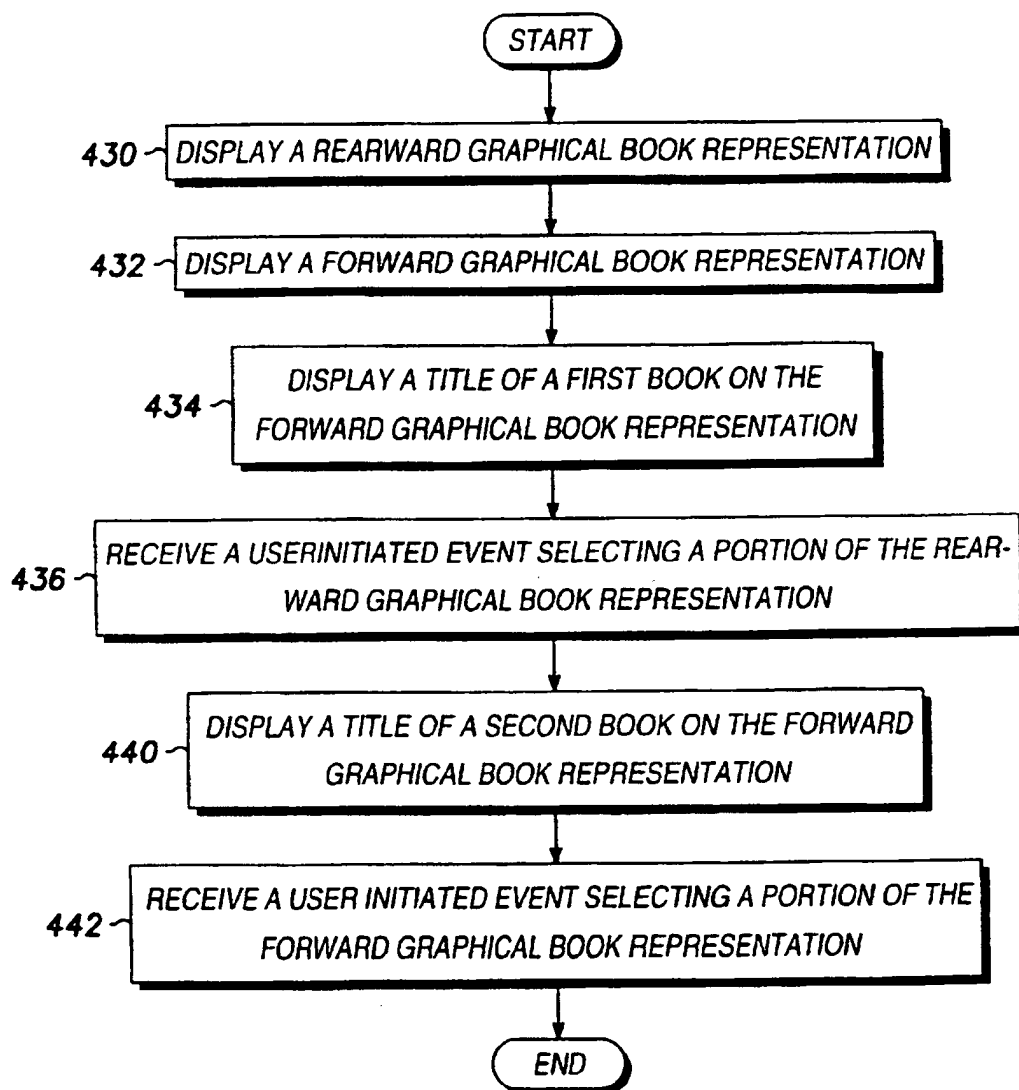 START
430 DISPLAY A REARWARD GRAPHICAL BOOK REPRESENTATION
432 DISPLAY A FORWARD GRAPHICAL BOOK REPRESENTATION
DISPLAY A TITLE OF A FIRST BOOK ON THE
434
FORWARD GRAPHICAL BOOK REPRESENTATION
RECEIVE A USERINITIATED EVENT SELECTING A PORTION OF THE REAR-
436
WARD GRAPHICAL BOOK REPRESENTATION
DISPLAY A TITLE OF A SECOND BOOK ON THE FORWARD
440
GRAPHICAL BOOK REPRESENTATION
RECEIVE A USER INITIATED EVENT SELECTING A PORTION OF THE
442
FORWARD GRAPHICAL BOOK REPRESENTATION
END